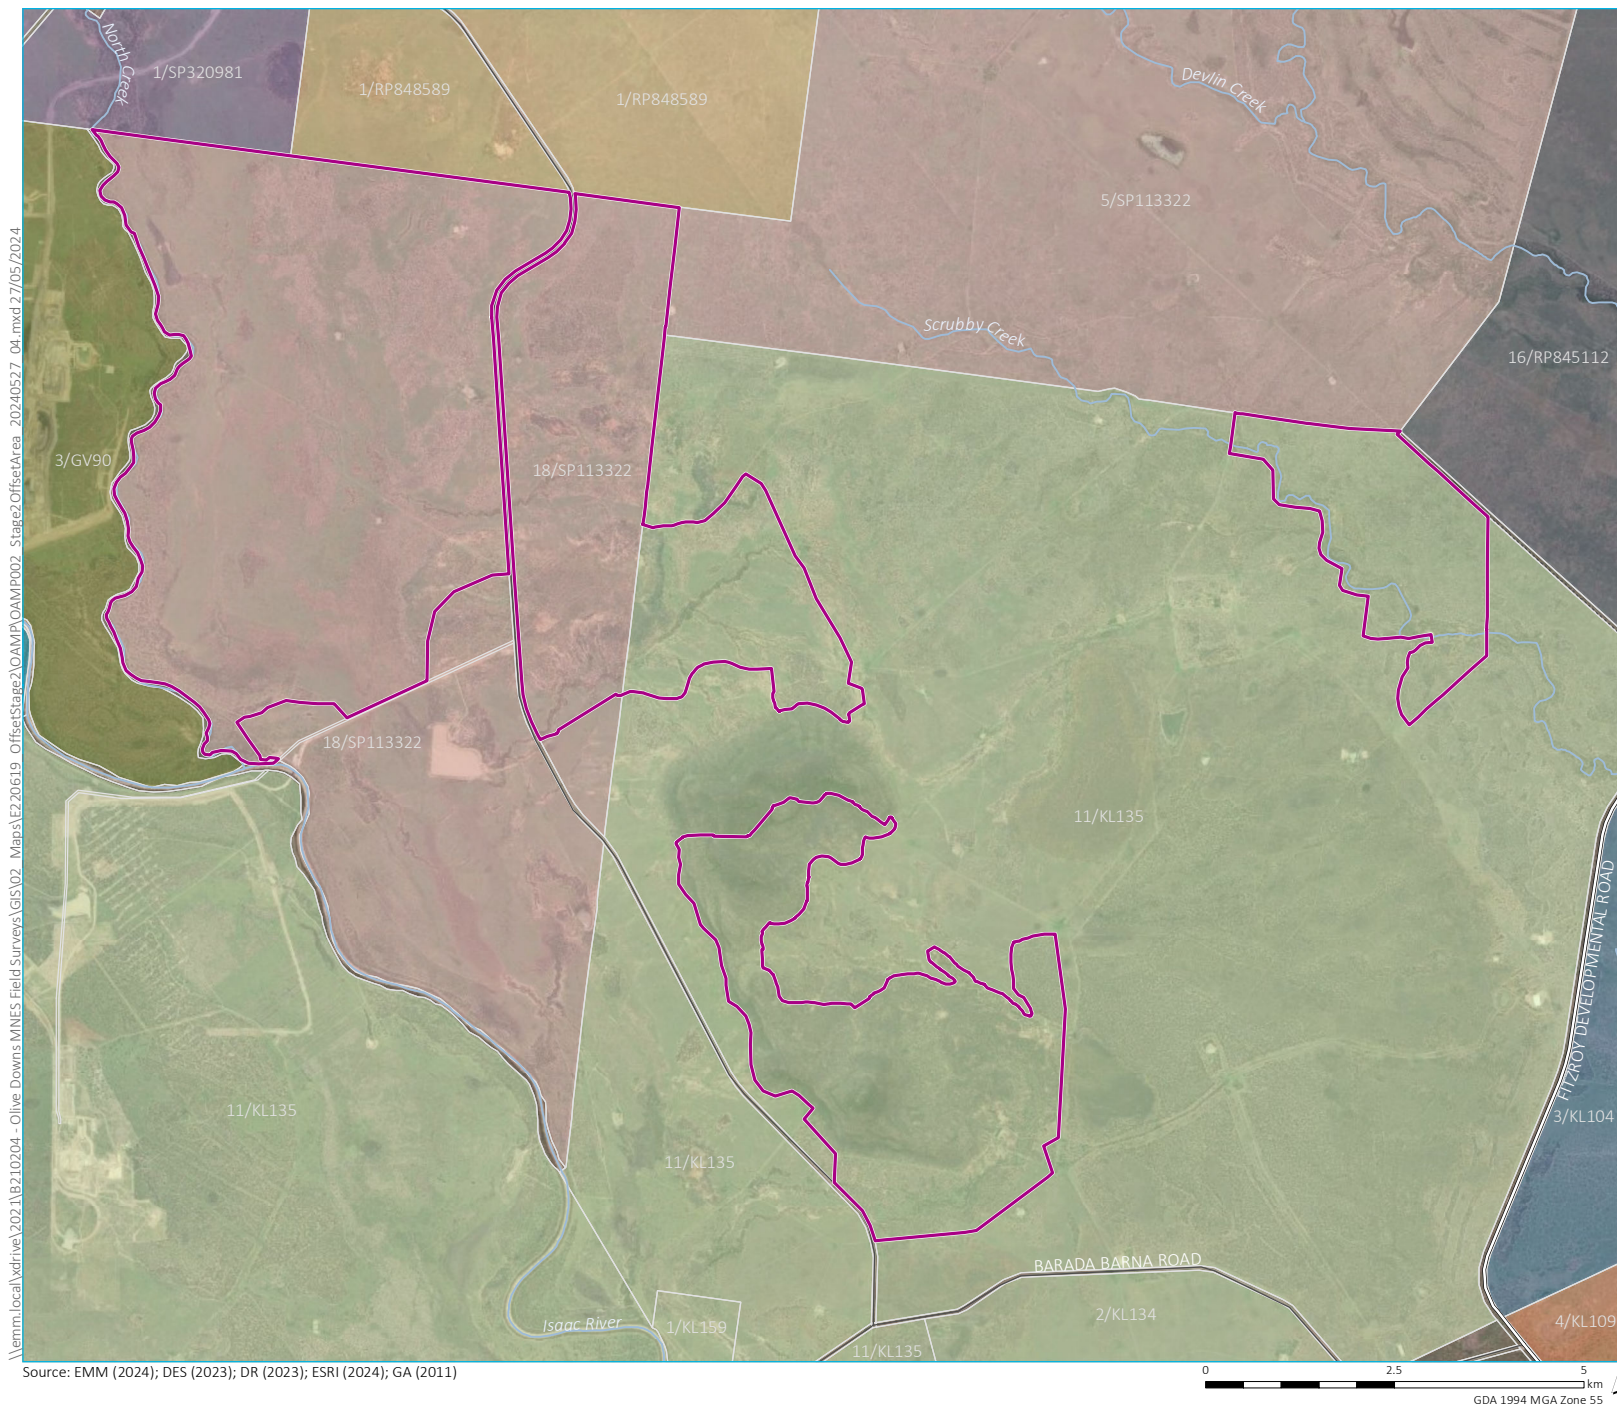 North Creek
1/SP320981
1/RP848589
1/RP848589
Devlin Creek
5/SP113322
Scrubby Creek
16/RP845112
3/GV90
18/SP113322
18/SP113322
11/KL135
FITZROY DEVELOPMENTAL ROAD
3/KL104
11/KL135
11/KL135
BARADA BARNA ROAD
2/KL134
Isaac River
1/KL159
11/KL135
4/KL109
\\emm.local\xdrive\2021\B210204 - Olive Downs MNES Field Surveys\GIS\02_Maps\E220619_OffsetStage2\OAMP\OAMP002_Stage2OffsetArea_20240527_04.mxd 27/05/2024
Source: EMM (2024); DES (2023); DR (2023); ESRI (2024); GA (2011)
0 2.5 5
km
GDA 1994 MGA Zone 55